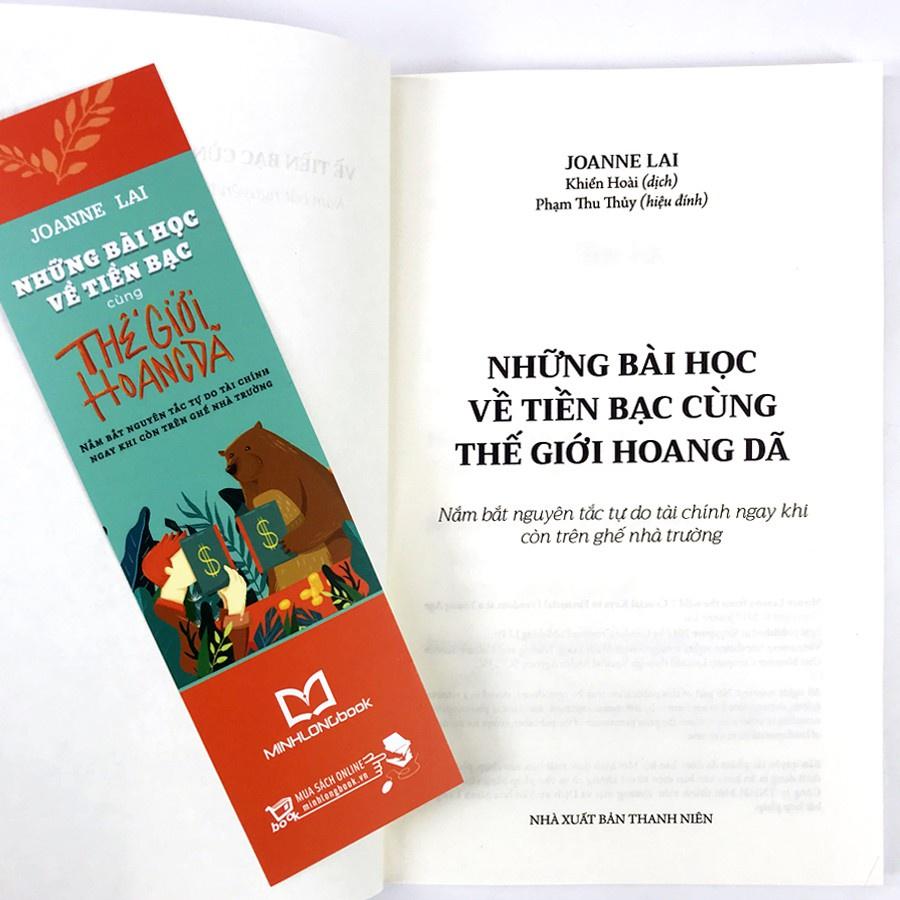 JOANNE LAI
NHỮNG BÀI HỌC
VỀ TIỀN BẠC
cùng
THẾ GIỚI
HOANG DÃ
NẮM BẮT NGUYÊN TẮC TỰ DO TÀI CHÍNH
NGAY KHI CÒN TRÊN GHẾ NHÀ TRƯỜNG
$ $
MINHLONGbook
MUA SÁCH ONLINE
minhlongbook.vn
book
JOANNE LAI
Khiển Hoài (dịch)
Phạm Thu Thủy (hiệu đính)
NHỮNG BÀI HỌC
VỀ TIỀN BẠC CÙNG
THẾ GIỚI HOANG DÃ
Nắm bắt nguyên tắc tự do tài chính ngay khi
còn trên ghế nhà trường
NHÀ XUẤT BẢN THANH NIÊN